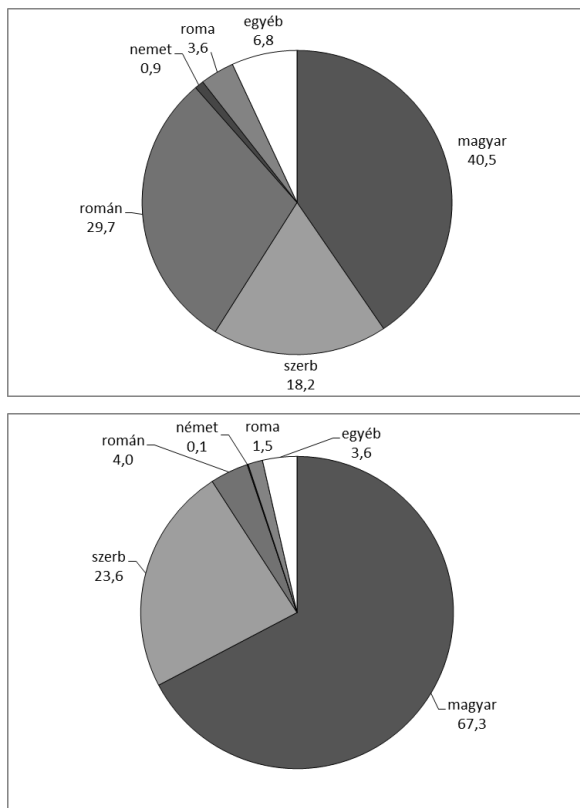 egyéb
6,8
roma
3,6
nemet
0,9
magyar
40,5
román
29,7
szerb
18,2
román
4,0
német
0,1
roma
1,5
egyéb
3,6
szerb
23,6
magyar
67,3